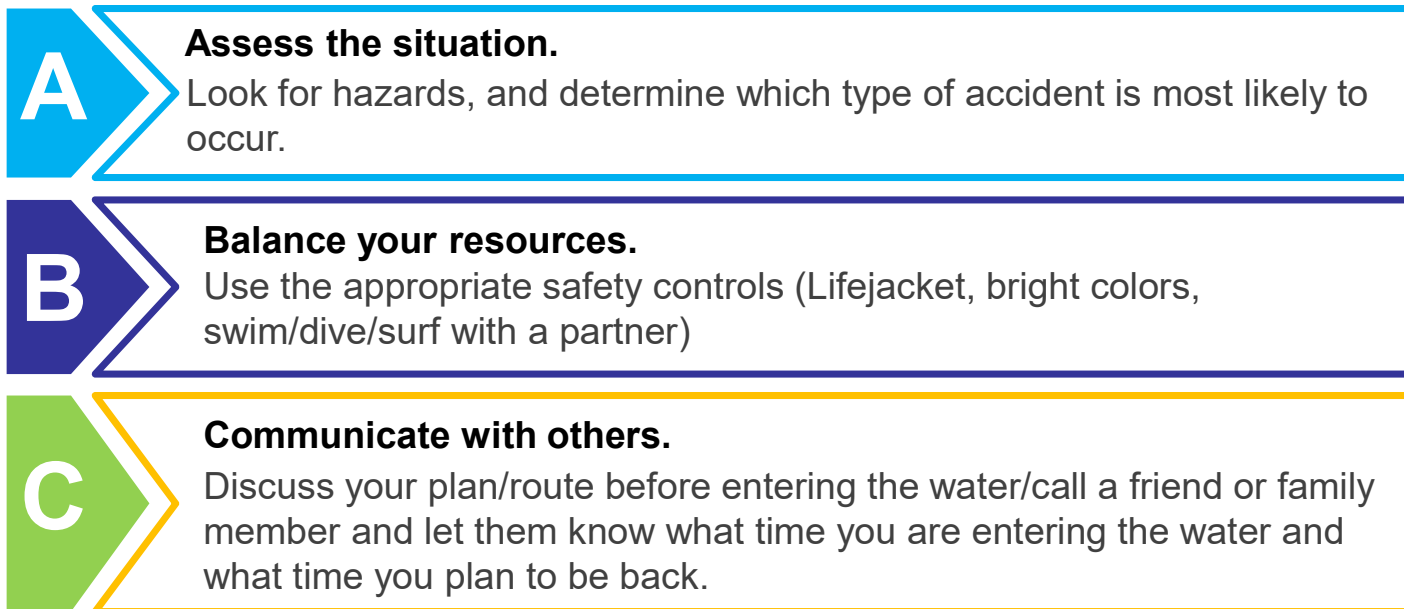 A
Assess the situation.
Look for hazards, and determine which type of accident is most likely to
occur.
B
Balance your resources.
Use the appropriate safety controls (Lifejacket, bright colors,
swim/dive/surf with a partner)
C
Communicate with others.
Discuss your plan/route before entering the water/call a friend or family
member and let them know what time you are entering the water and
what time you plan to be back.